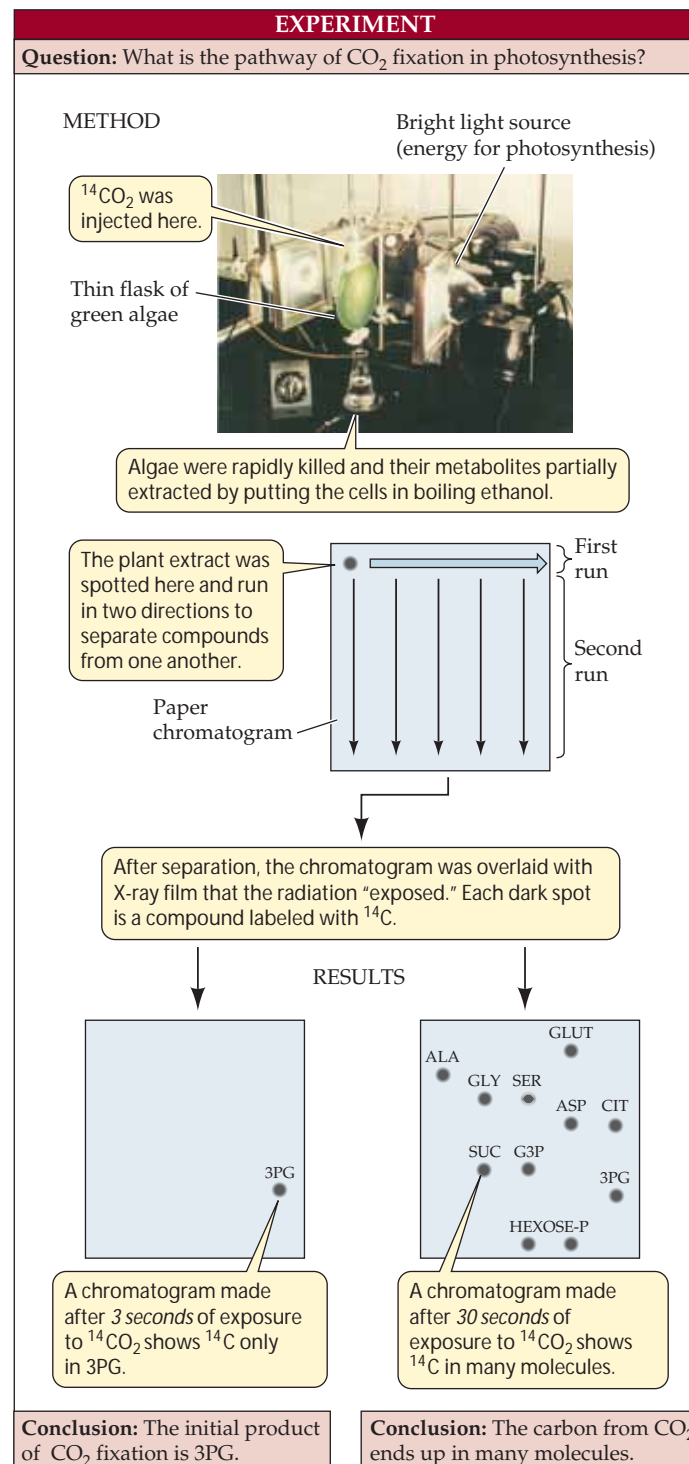 EXPERIMENT
Question: What is the pathway of CO₂ fixation in photosynthesis?
METHOD
Bright light source
(energy for photosynthesis)
¹⁴CO₂ was
injected here.
Thin flask of
green algae
Algae were rapidly killed and their metabolites partially
extracted by putting the cells in boiling ethanol.
The plant extract was
spotted here and run
in two directions to
separate compounds
from one another.
First
run
Second
run
Paper
chromatogram
After separation, the chromatogram was overlaid with
X-ray film that the radiation “exposed.” Each dark spot
is a compound labeled with ¹⁴C.
RESULTS
3PG
A chromatogram made
after 3 seconds of exposure
to ¹⁴CO₂ shows ¹⁴C only
in 3PG.
GLUT
ALA
GLY SER
ASP CIT
SUC G3P
3PG
HEXOSE-P
A chromatogram made
after 30 seconds of
exposure to ¹⁴CO₂ shows
¹⁴C in many molecules.
Conclusion: The initial product
of CO₂ fixation is 3PG.
Conclusion: The carbon from CO₂
ends up in many molecules.